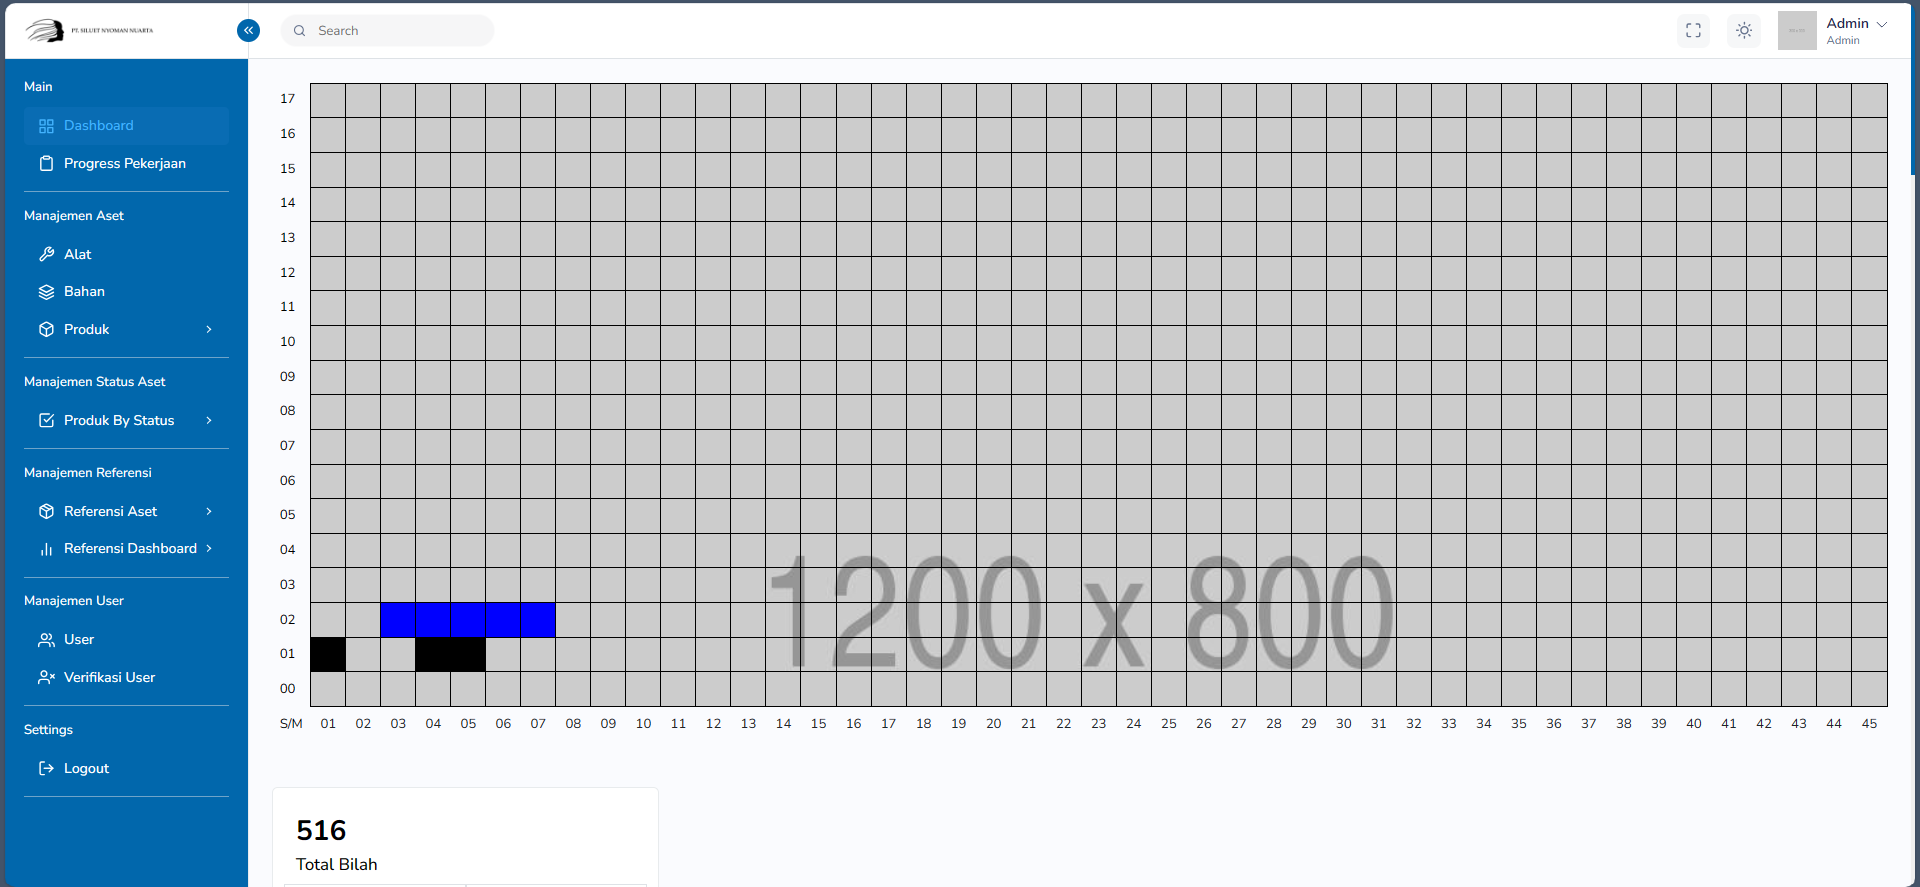 PT. SILUET NYOMAN NUARTA
Search
Admin
Admin
Main
Dashboard
Progress Pekerjaan
Manajemen Aset
Alat
Bahan
Produk
Manajemen Status Aset
Produk By Status
Manajemen Referensi
Referensi Aset
Referensi Dashboard
Manajemen User
User
Verifikasi User
Settings
Logout
17
16
15
14
13
12
11
10
09
08
07
06
05
04
03
02
01
00
1200 x 800
S/M 01 02 03 04 05 06 07 08 09 10 11 12 13 14 15 16 17 18 19 20 21 22 23 24 25 26 27 28 29 30 31 32 33 34 35 36 37 38 39 40 41 42 43 44 45
516
Total Bilah